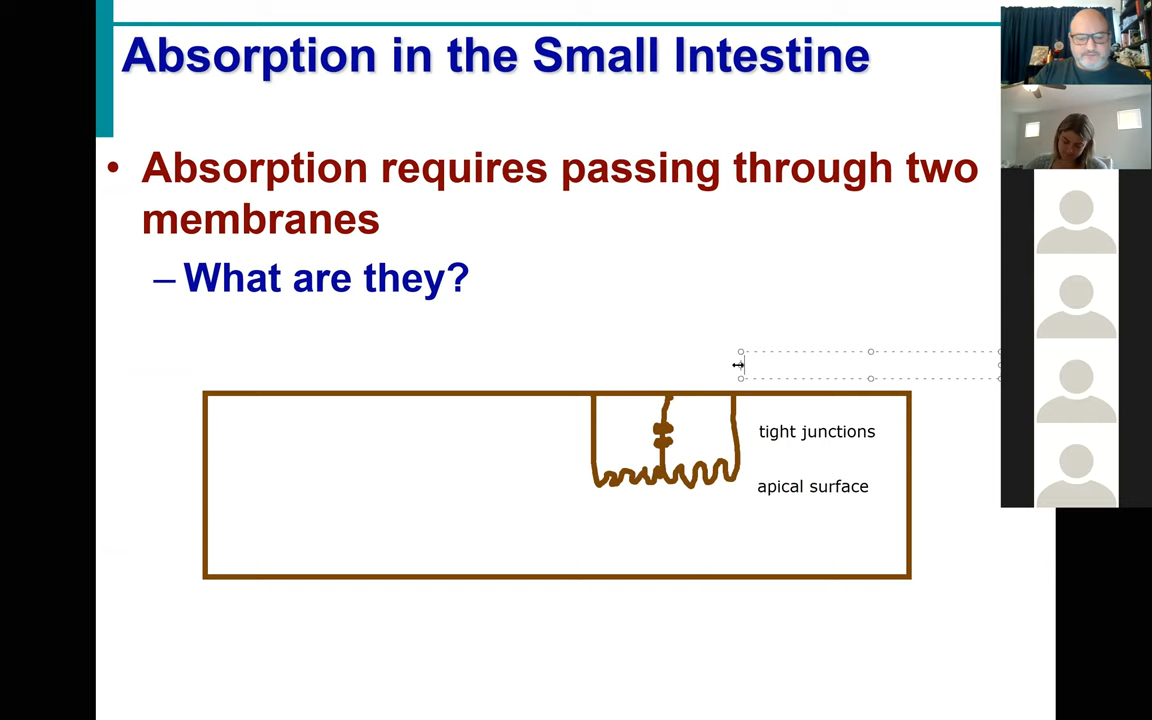 Absorption in the Small Intestine
• Absorption requires passing through two
membranes
– What are they?
tight junctions
apical surface